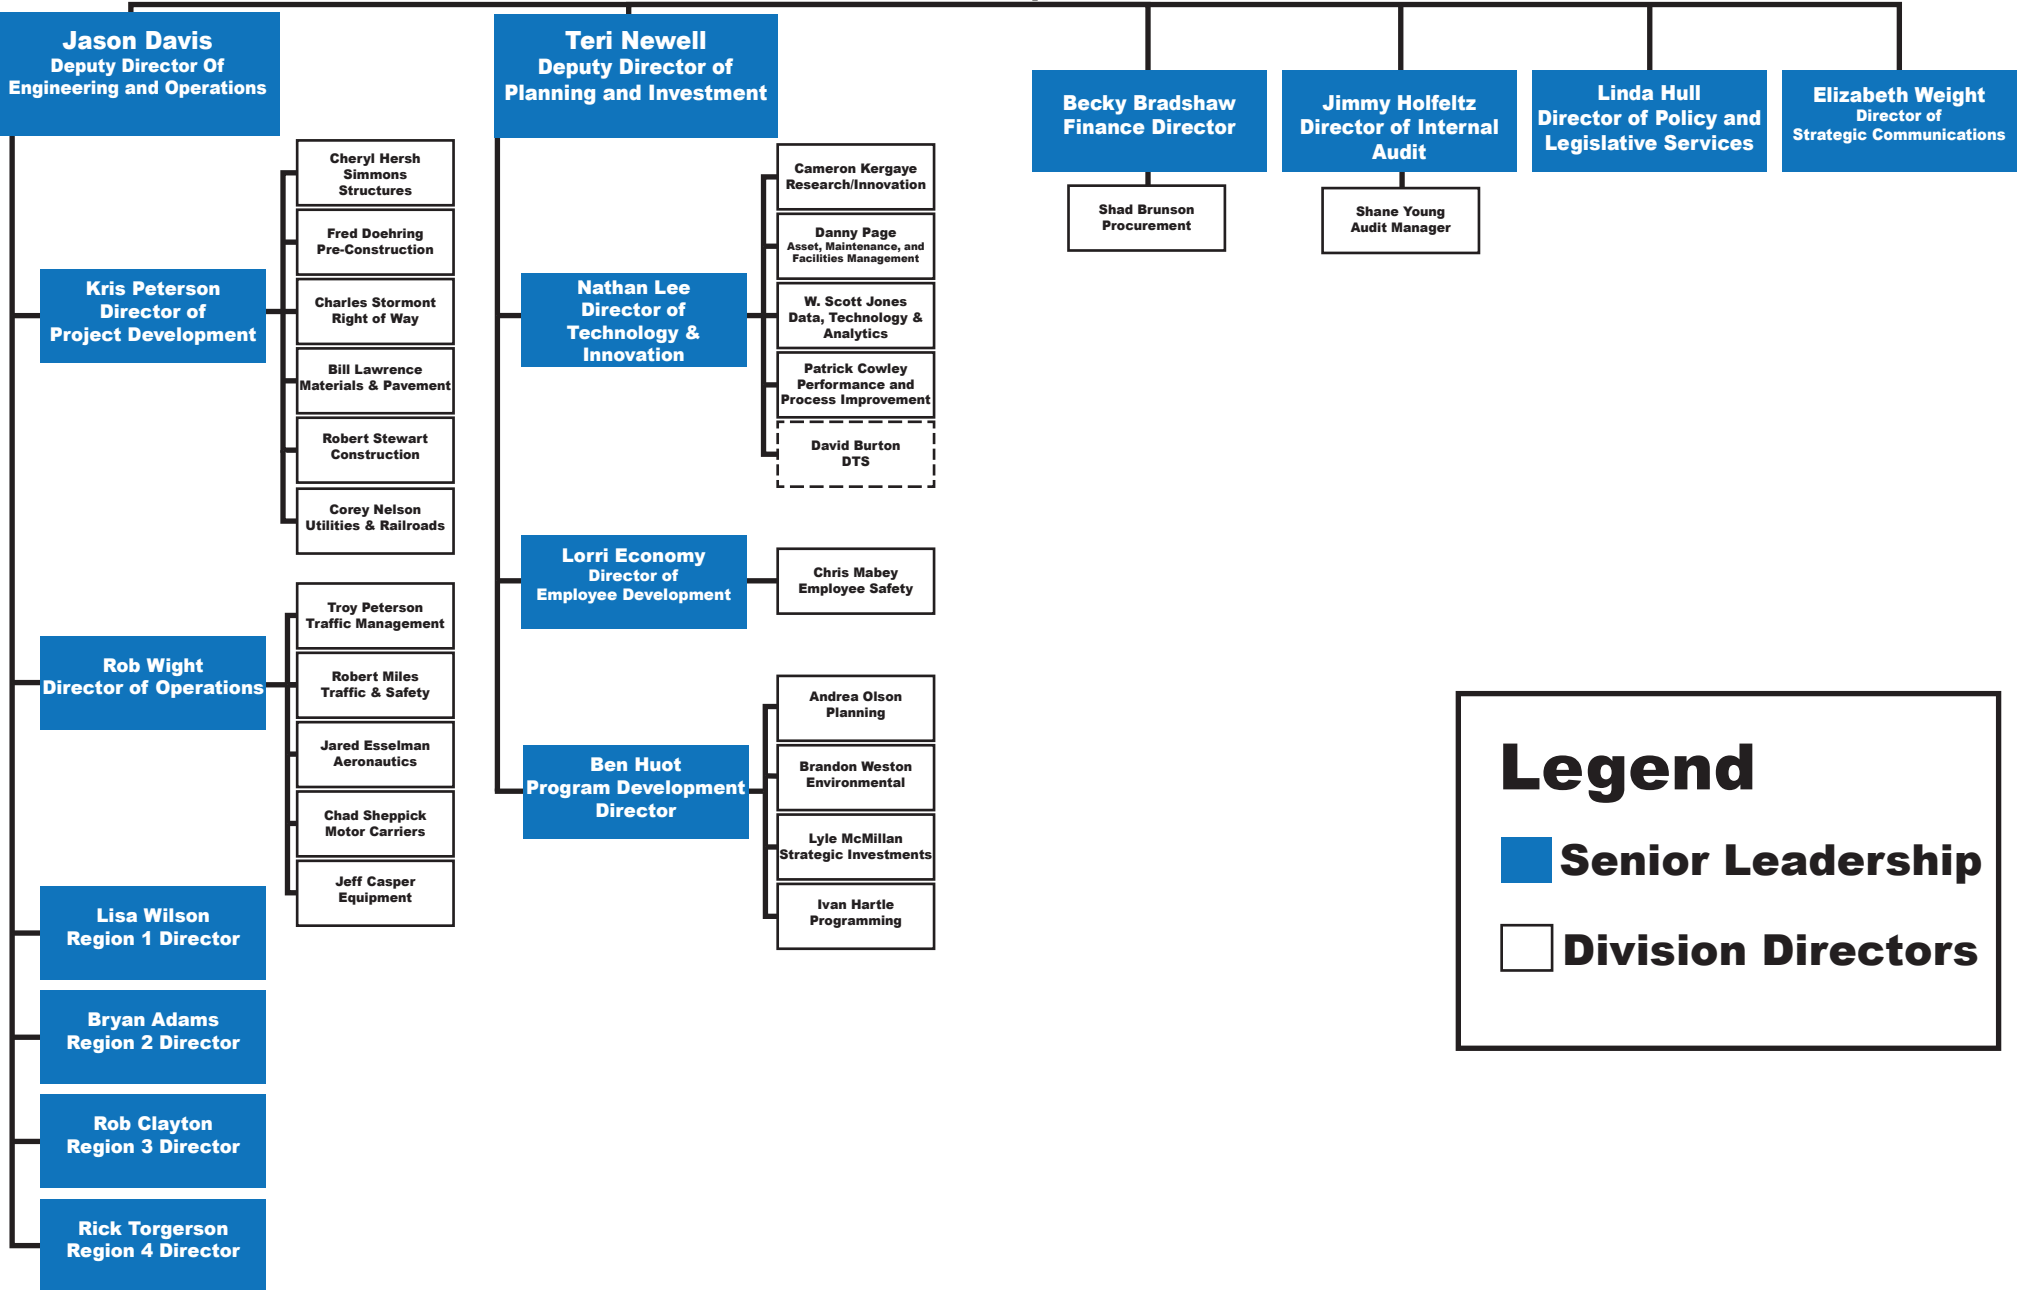 Jason Davis
Deputy Director Of
Engineering and Operations
Teri Newell
Deputy Director of
Planning and Investment
Becky Bradshaw
Finance Director
Jimmy Holfeltz
Director of Internal
Audit
Linda Hull
Director of Policy and
Legislative Services
Elizabeth Weight
Director of
Strategic Communications
Shad Brunson
Procurement
Shane Young
Audit Manager
Kris Peterson
Director of
Project Development
Cheryl Hersh
Simmons
Structures
Fred Doehring
Pre-Construction
Charles Stormont
Right of Way
Bill Lawrence
Materials & Pavement
Robert Stewart
Construction
Corey Nelson
Utilities & Railroads
Rob Wight
Director of Operations
Troy Peterson
Traffic Management
Robert Miles
Traffic & Safety
Jared Esselman
Aeronautics
Chad Sheppick
Motor Carriers
Jeff Casper
Equipment
Lisa Wilson
Region 1 Director
Bryan Adams
Region 2 Director
Rob Clayton
Region 3 Director
Rick Torgerson
Region 4 Director
Nathan Lee
Director of
Technology &
Innovation
Cameron Kergaye
Research/Innovation
Danny Page
Asset, Maintenance, and
Facilities Management
W. Scott Jones
Data, Technology &
Analytics
Patrick Cowley
Performance and
Process Improvement
David Burton
DTS
Lorri Economy
Director of
Employee Development
Chris Mabey
Employee Safety
Ben Huot
Program Development
Director
Andrea Olson
Planning
Brandon Weston
Environmental
Lyle McMillan
Strategic Investments
Ivan Hartle
Programming
Legend
Senior Leadership
Division Directors